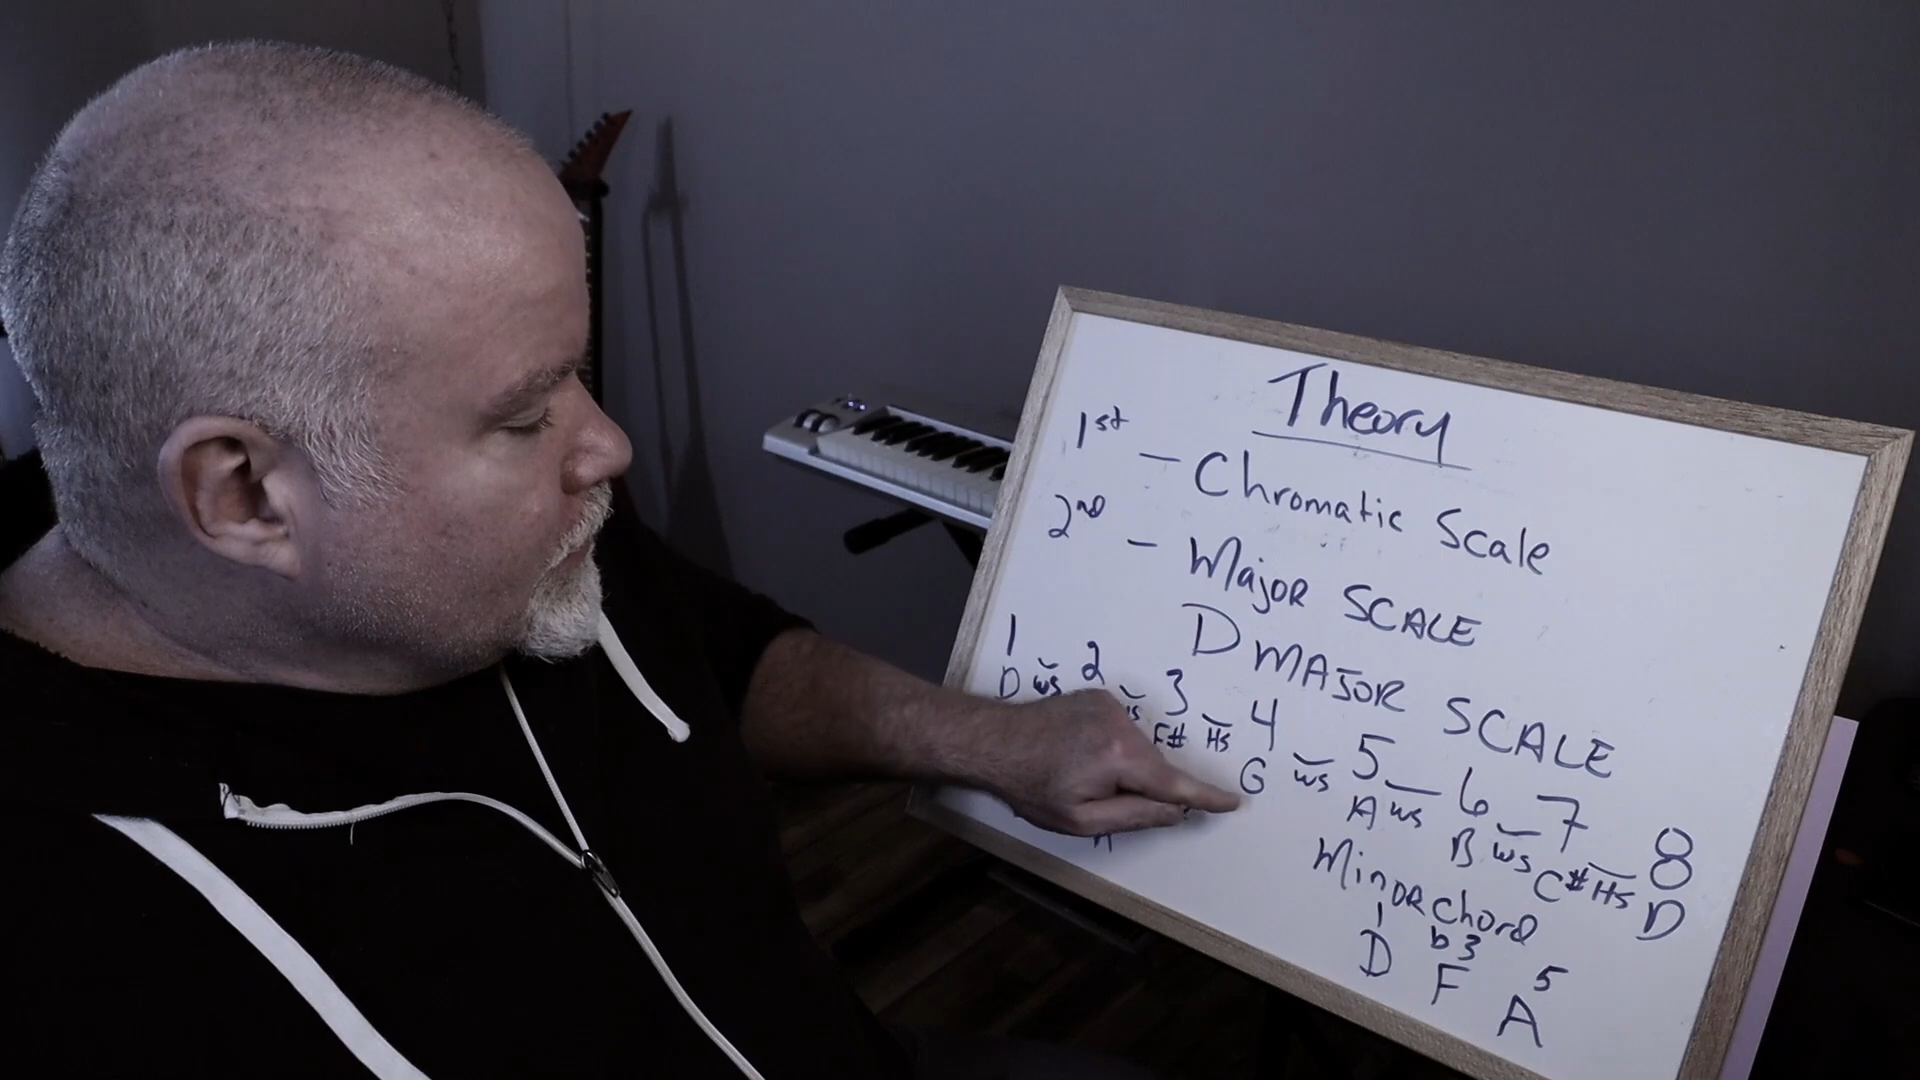 Theory
1st - Chromatic Scale
2nd - Major SCALE
D MAJOR SCALE
1 2 3 4 5 6 7 8
D ws ws F# Hs G ws A ws B ws C# Hs D
Minor Chord
1 b3 5
D F A